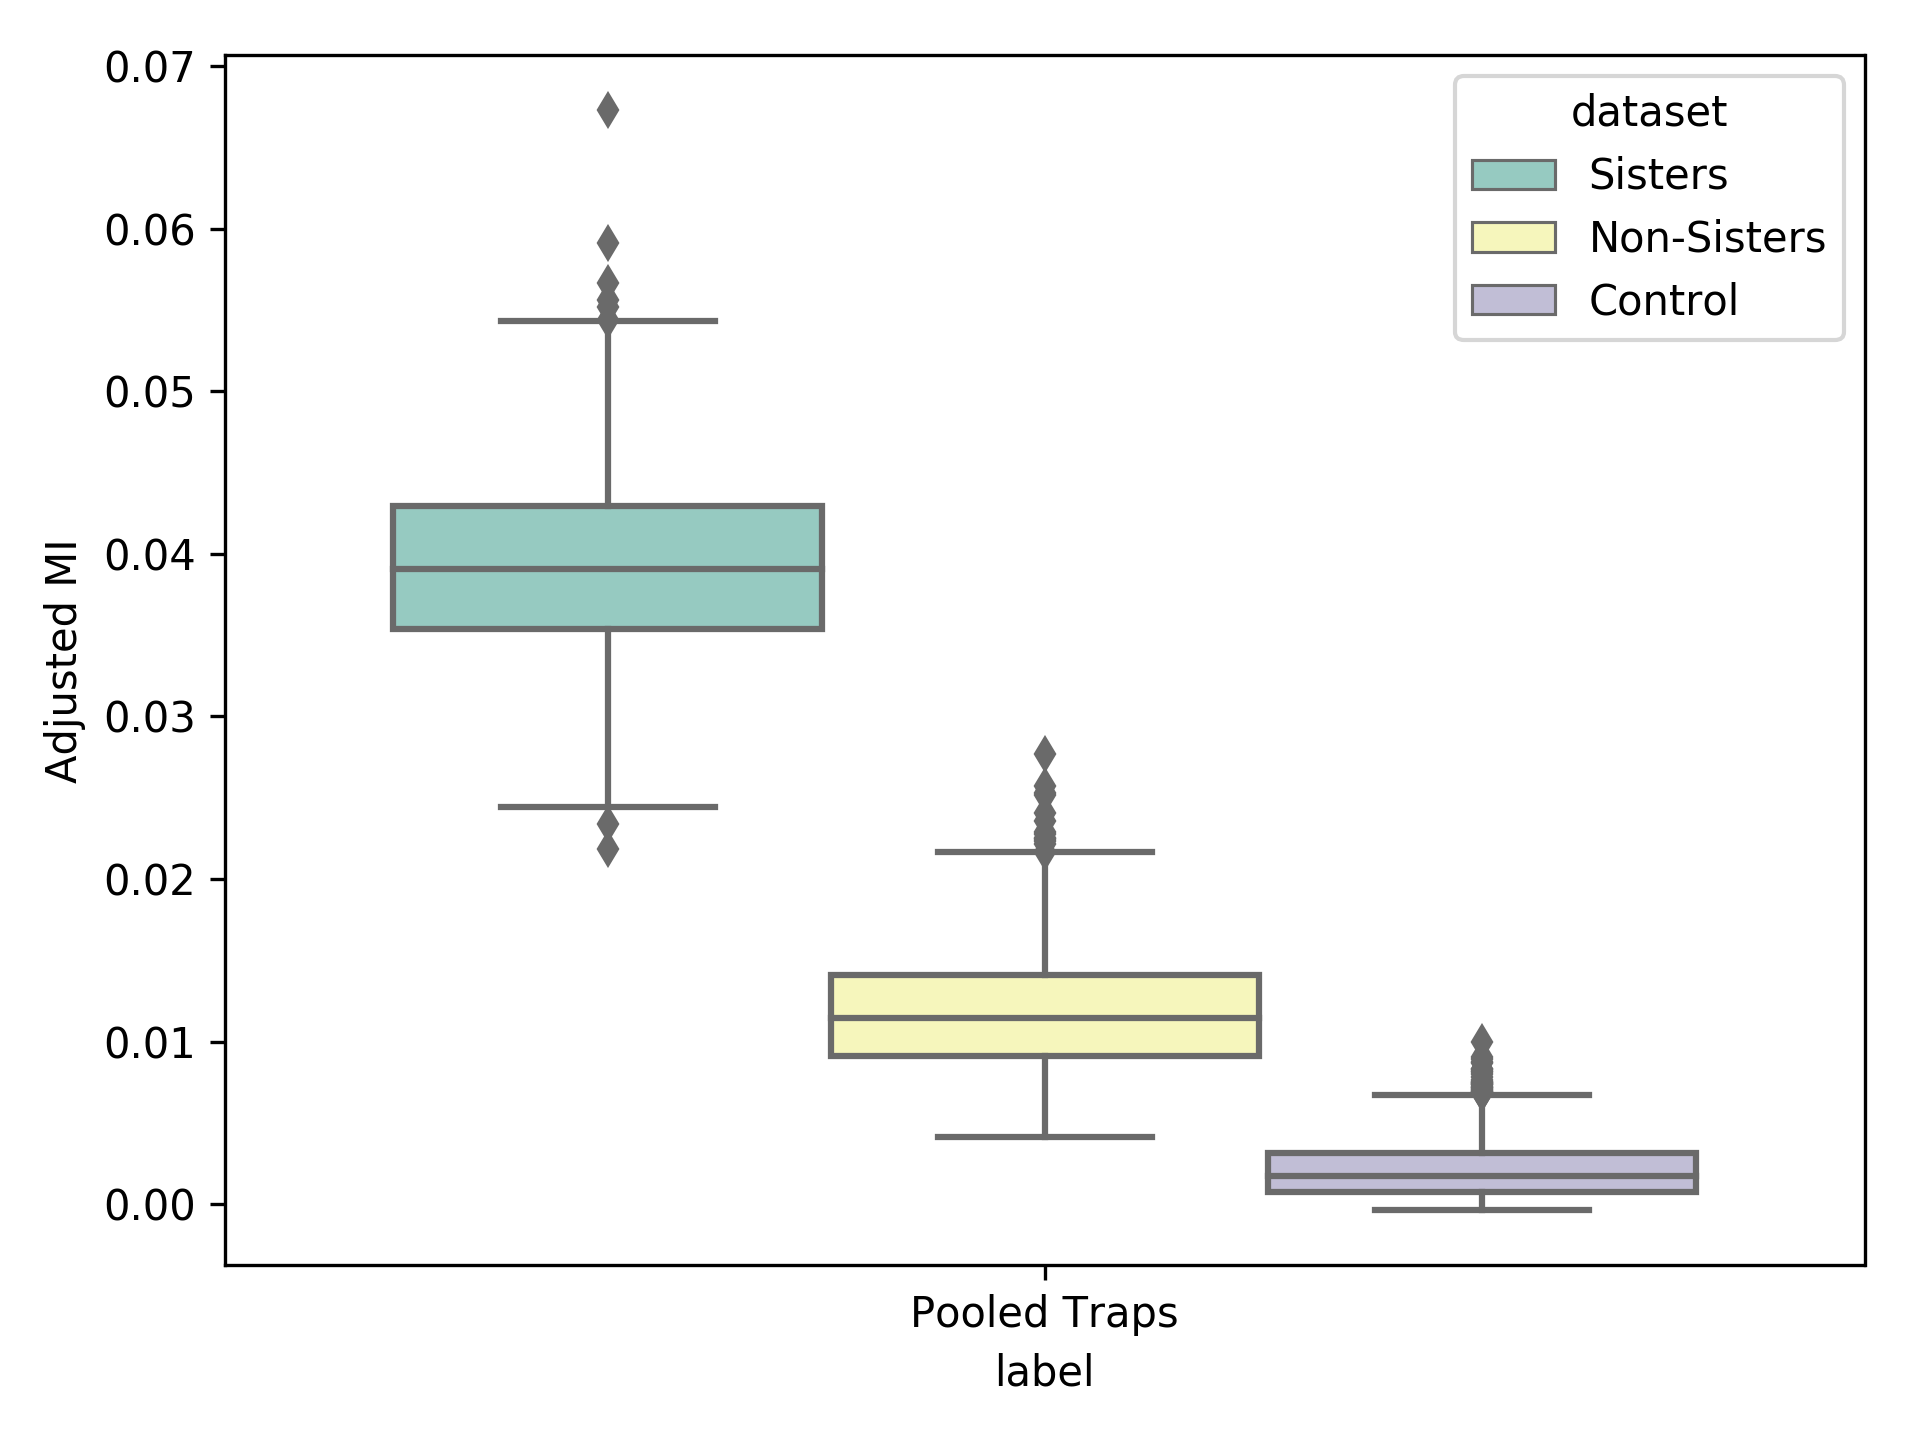 0.07
0.06
0.05
0.04
0.03
0.02
0.01
0.00
Adjusted MI
dataset
Sisters
Non-Sisters
Control
Pooled Traps
label